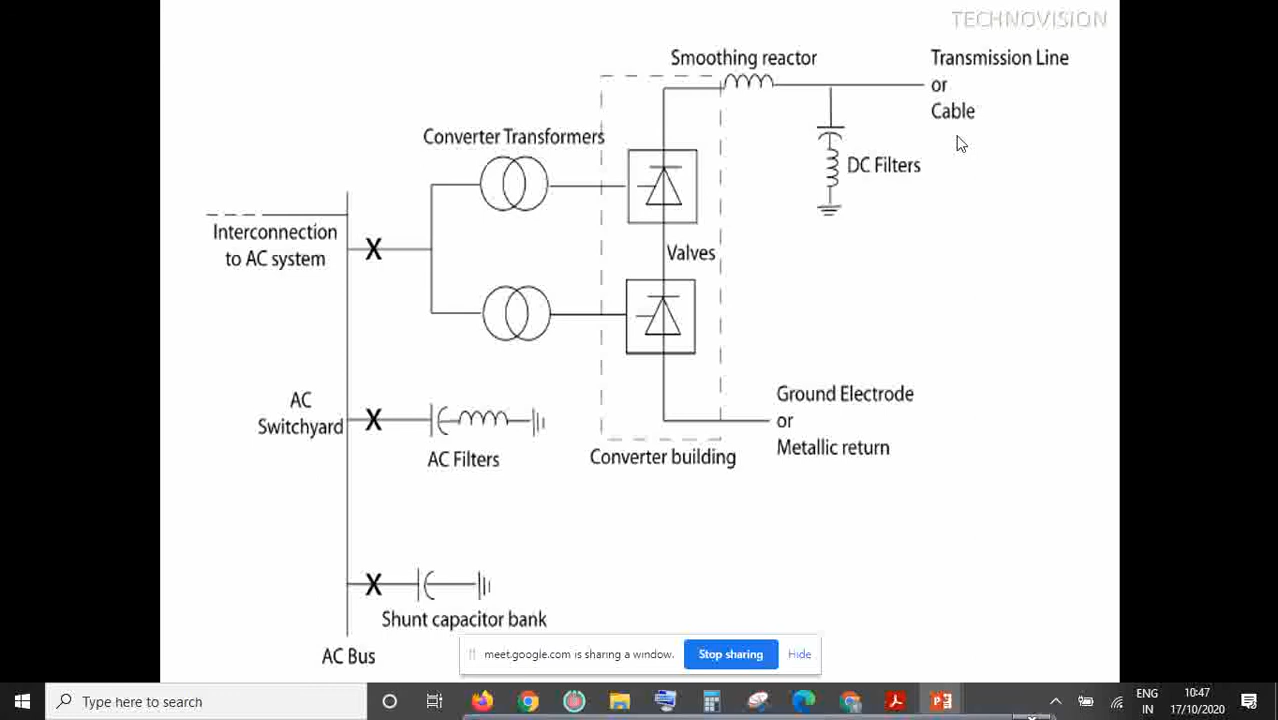 TECHNOVISION
Smoothing reactor
Transmission Line
or
Cable
Converter Transformers
DC Filters
Interconnection
to AC system
X
Valves
AC
Switchyard
X
AC Filters
Ground Electrode
or
Metallic return
Converter building
X
Shunt capacitor bank
AC Bus
meet.google.com is sharing a window.
Stop sharing
Hide
Type here to search
ENG
IN
10:47
17/10/2020